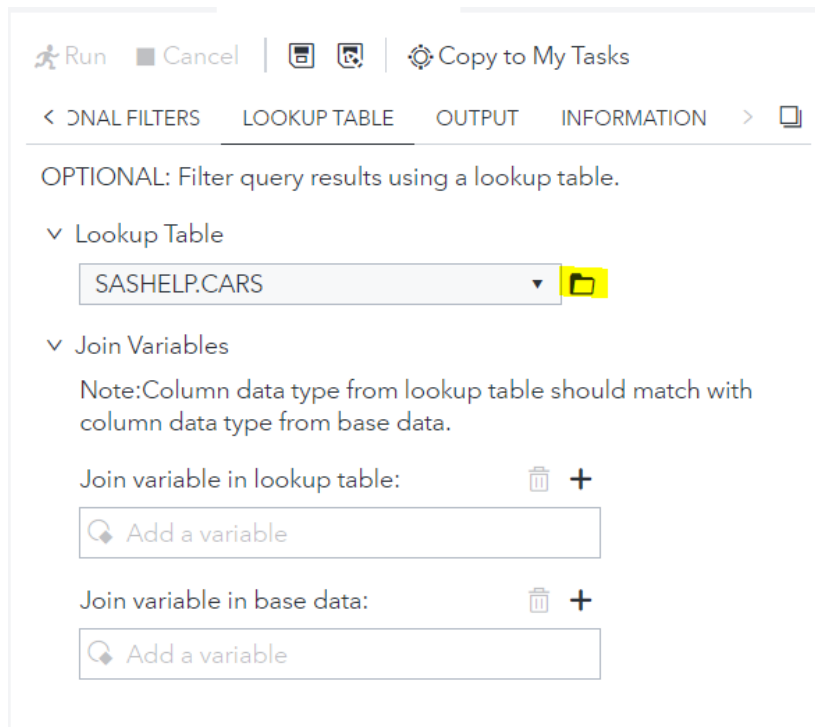 Run Cancel Copy to My Tasks
ONAL FILTERS LOOKUP TABLE OUTPUT INFORMATION
OPTIONAL: Filter query results using a lookup table.
Lookup Table
SASHELP.CARS
Join Variables
Note:Column data type from lookup table should match with
column data type from base data.
Join variable in lookup table:
Add a variable
Join variable in base data:
Add a variable